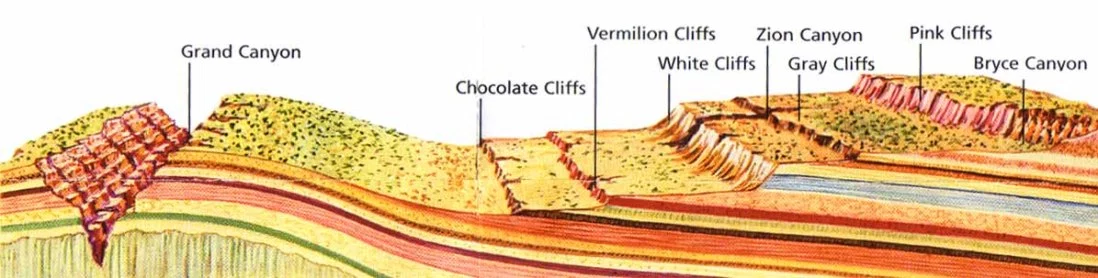 Grand Canyon
Chocolate Cliffs
Vermilion Cliffs
White Cliffs
Zion Canyon
Gray Cliffs
Pink Cliffs
Bryce Canyon